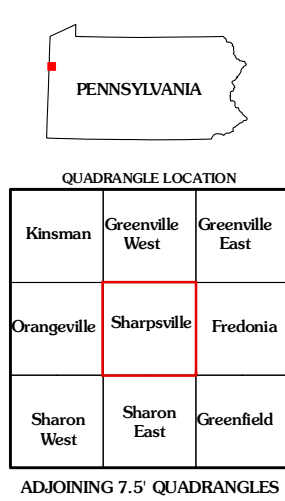 PENNSYLVANIA
QUADRANGLE LOCATION
Kinsman
Greenville
West
Greenville
East
Orangeville
Sharpsville
Fredonia
Sharon
West
Sharon
East
Greenfield
ADJOINING 7.5' QUADRANGLES